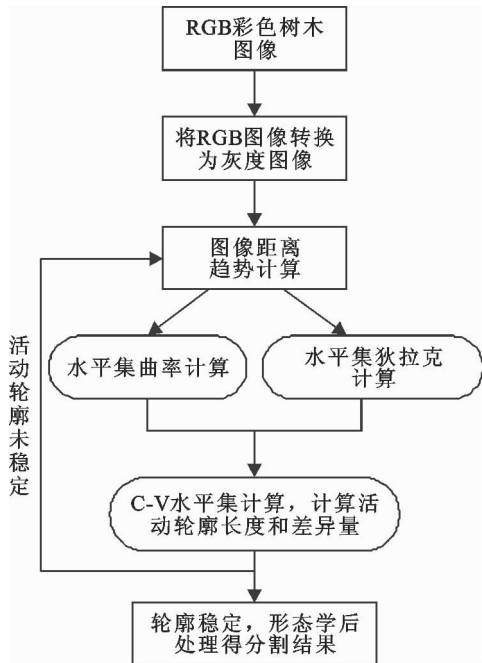 RGB彩色树木
图像
将RGB图像转换
为灰度图像
图像距离
趋势计算
活动轮廓未稳定
水平集曲率计算
水平集狄拉克
计算
C-V水平集计算，计算活
动轮廓长度和差异量
轮廓稳定，形态学后
处理得分割结果